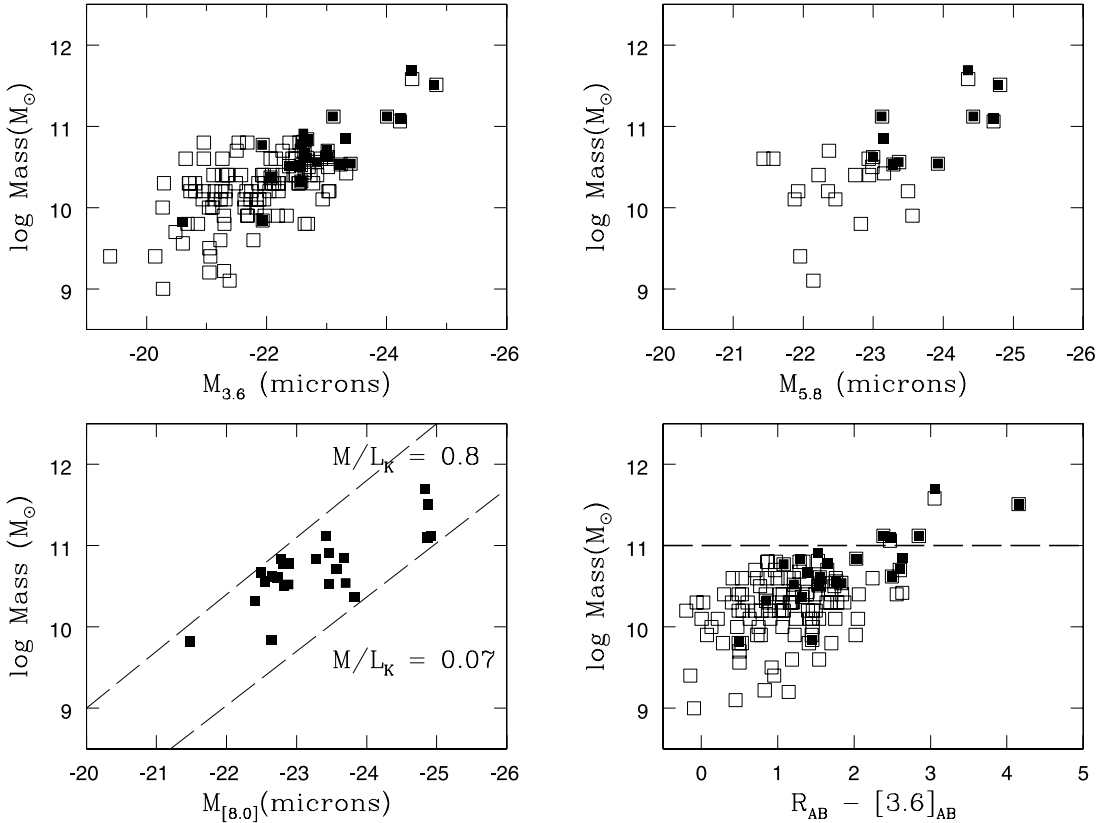 12
11
10
9
log Mass(M⊙)
-20 -22 -24 -26
M3.6 (microns)
12
11
10
9
log Mass(M⊙)
-20 -21 -22 -23 -24 -25 -26
M5.8 (microns)
12
11
10
9
log Mass (M⊙)
M/LK = 0.8
M/LK = 0.07
-20 -21 -22 -23 -24 -25 -26
M[8.0](microns)
12
11
10
9
log Mass(M⊙)
0 1 2 3 4 5
RAB − [3.6]AB